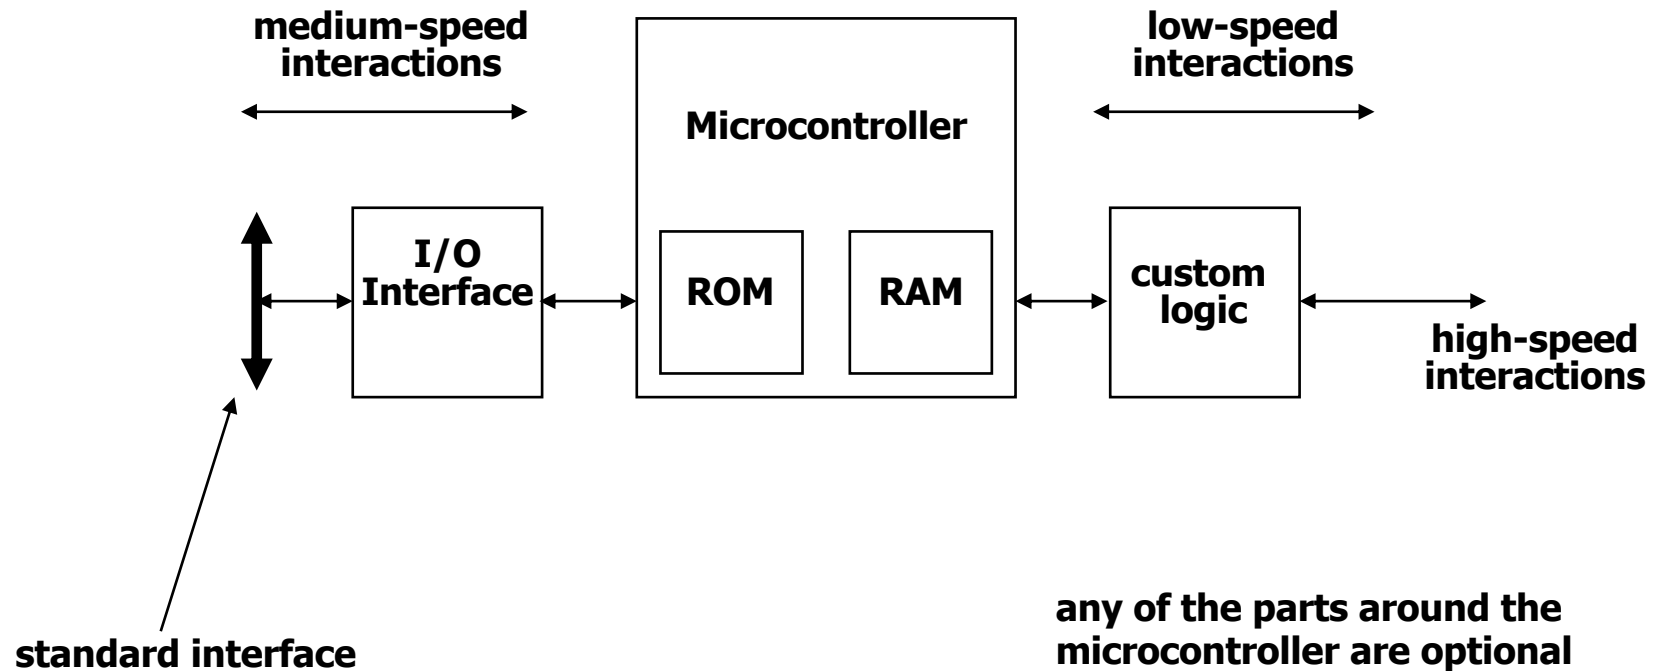 medium-speed
interactions
low-speed
interactions
Microcontroller
I/O
Interface
ROM
RAM
custom
logic
high-speed
interactions
standard interface
any of the parts around the
microcontroller are optional